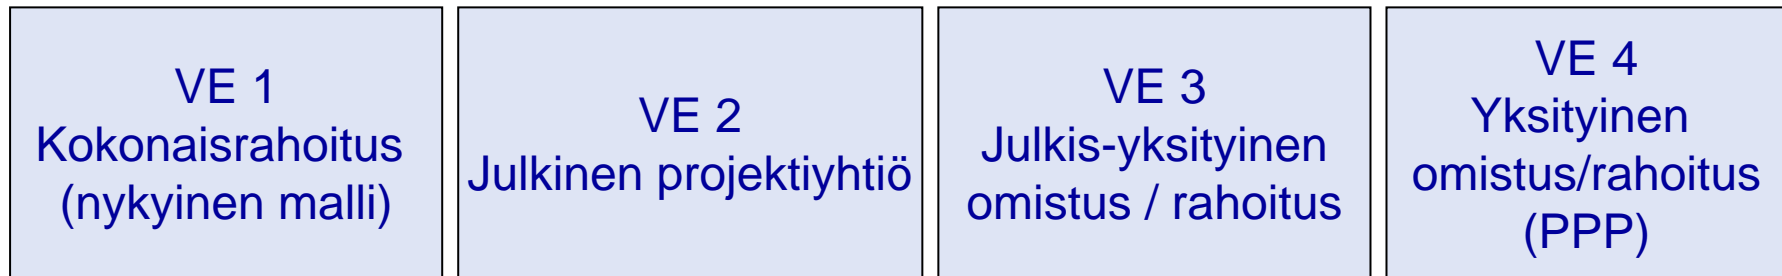 VE 1
Kokonaisrahoitus
(nykyinen malli)
VE 2
Julkinen projektiyhtiö
VE 3
Julkis-yksityinen
omistus / rahoitus
VE 4
Yksityinen
omistus/rahoitus
(PPP)